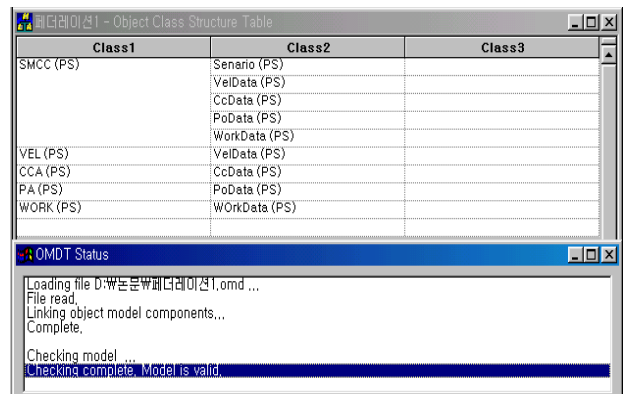 페더레이션1 - Object Class Structure Table
Class1 Class2 Class3
SMCC (PS) Senario (PS)
VelData (PS)
CcData (PS)
PoData (PS)
WorkData (PS)
VEL (PS) VelData (PS)
CCA (PS) CcData (PS)
PA (PS) PoData (PS)
WORK (PS) WOrkData (PS)
OMDT Status
Loading file D:₩논문₩페더레이션1.omd ...
File read.
Linking object model components...
Complete.
Checking model ...
Checking complete. Model is valid.